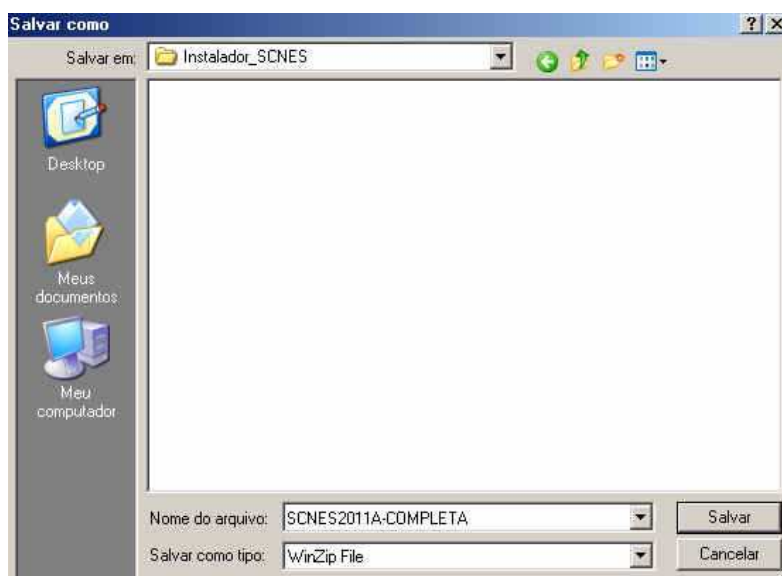 Salvar como
Salvar em:
Instalador_SCNES
Desktop
Meus
documentos
Meu
computador
Nome do arquivo:
SCNES2011A-COMPLETA
Salvar
Salvar como tipo:
WinZip File
Cancelar